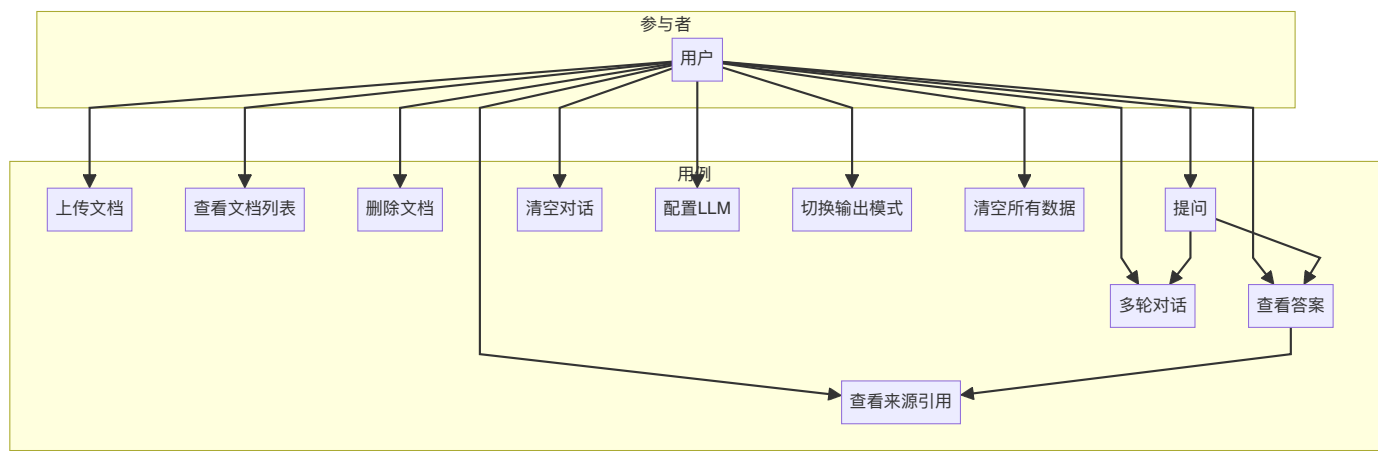 参与者
用户
用例
上传文档
查看文档列表
删除文档
清空对话
配置LLM
切换输出模式
清空所有数据
提问
多轮对话
查看答案
查看来源引用